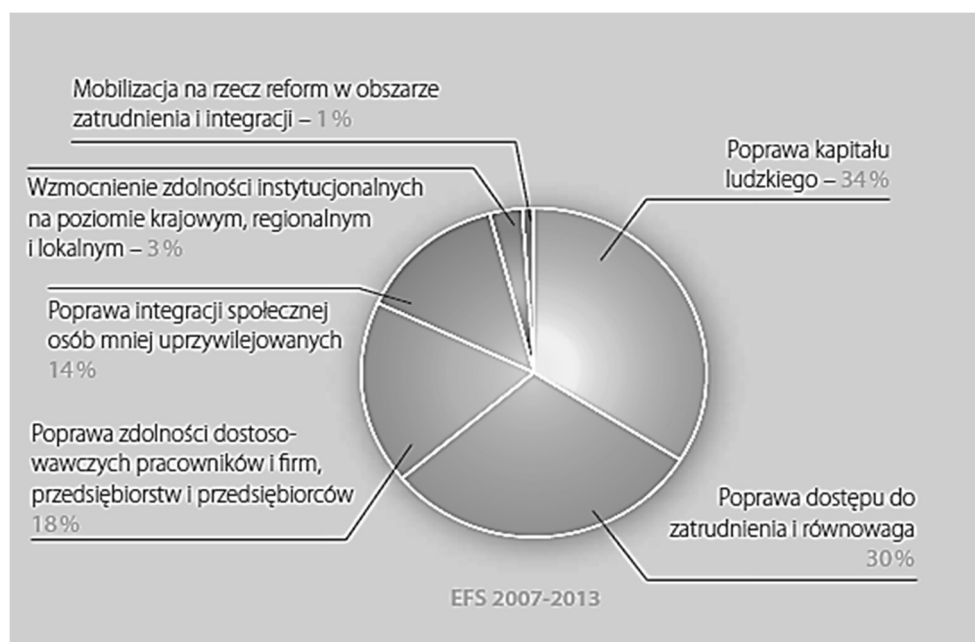 Mobilizacja na rzecz reform w obszarze
zatrudnienia i integracji – 1 %
Wzmocnienie zdolności instytucjonalnych
na poziomie krajowym, regionalnym
i lokalnym – 3 %
Poprawa integracji społecznej
osób mniej uprzywilejowanych
14 %
Poprawa zdolności dostoso-
wawczych pracowników i firm,
przedsiębiorstw i przedsiębiorców
18 %
Poprawa kapitału
ludzkiego – 34 %
Poprawa dostępu do
zatrudnienia i równowaga
30 %
EFS 2007-2013